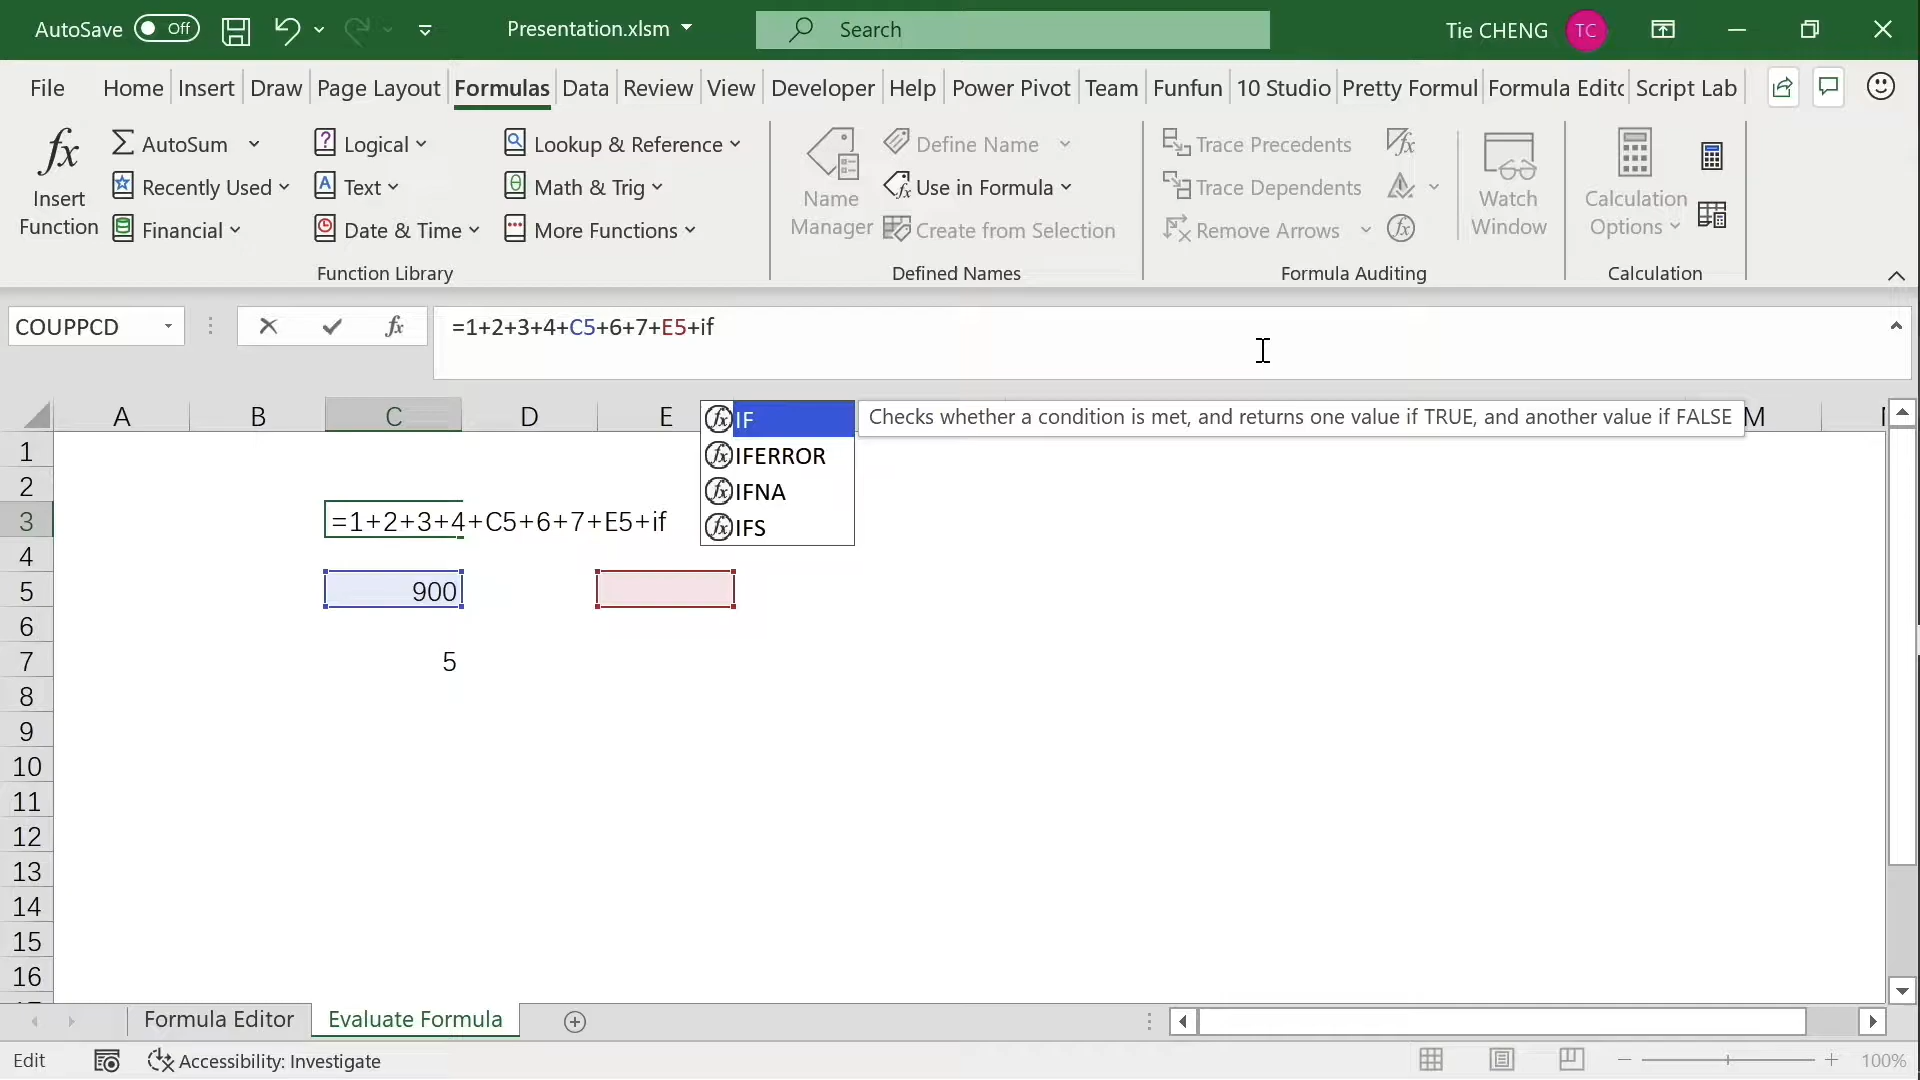 AutoSave Off Presentation.xlsm Search Tie CHENG TC
File Home Insert Draw Page Layout Formulas Data Review View Developer Help Power Pivot Team Funfun 10 Studio Pretty Formul Formula Editc Script Lab
fx Insert Function
AutoSum
Recently Used
Financial
Logical
Text
Date & Time
Lookup & Reference
Math & Trig
More Functions
Function Library
Name Manager
Define Name
Use in Formula
Create from Selection
Defined Names
Trace Precedents
Trace Dependents
Remove Arrows
Formula Auditing
Watch Window
Calculation Options
Calculation
COUPPCD fx =1+2+3+4+C5+6+7+E5+if
A B C D E M
IF Checks whether a condition is met, and returns one value if TRUE, and another value if FALSE
IFERROR
IFNA
IFS
1
2
3 =1+2+3+4+C5+6+7+E5+if
4
5 900
6
7 5
8
9
10
11
12
13
14
15
16
Formula Editor Evaluate Formula
Edit Accessibility: Investigate 100%